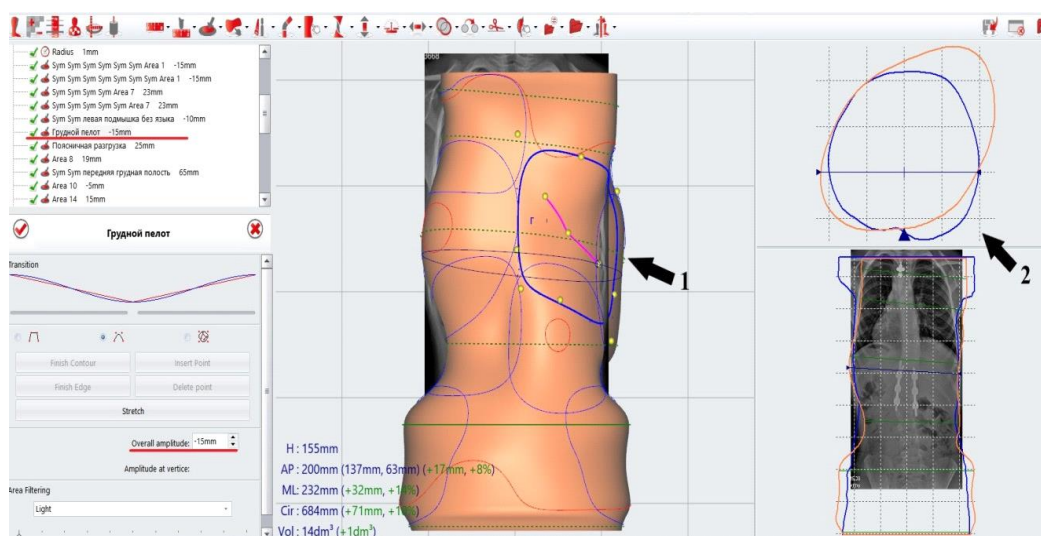 Radius 1mm
Sym Sym Sym Sym Sym Sym Area 1 -15mm
Sym Sym Sym Sym Sym Sym Sym Area 1 -15mm
Sym Sym Sym Sym Area 7 23mm
Sym Sym Sym Sym Sym Area 7 23mm
Sym Sym левая подмышка без языка -10mm
Грудной пелот -15mm
Поясничная разгрузка 25mm
Area 8 19mm
Sym Sym передняя грудная полость 65mm
Area 10 -5mm
Area 14 15mm
Грудной пелот
Transition
Finish Contour Insert Point
Finish Edge Delete point
Stretch
Overall amplitude: -15mm
Amplitude at vertice:
Area Filtering
Light
г
1
H : 155mm
AP : 200mm (137mm, 63mm) (+17mm, +8%)
ML: 232mm (+32mm,
Cir : 684mm (+71mm,
Vol : 14dm³ (+1dm³)
2